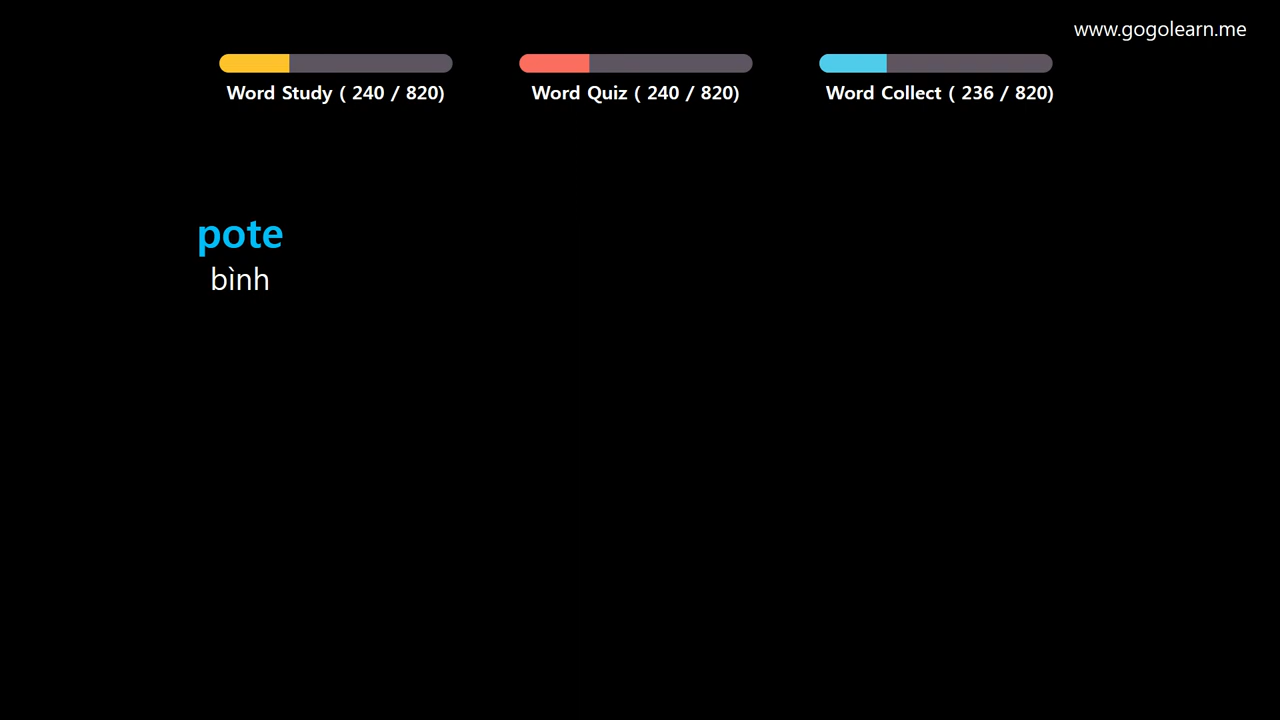 www.gogolearn.me
Word Study ( 240 / 820)
Word Quiz ( 240 / 820)
Word Collect ( 236 / 820)
pote
bình